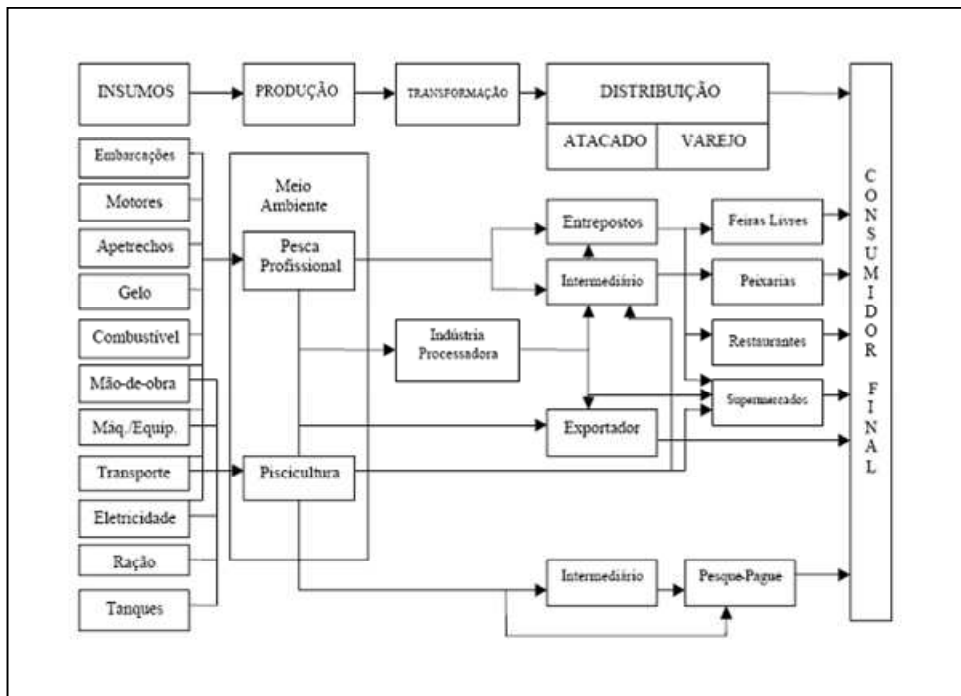 INSUMOS
PRODUÇÃO
TRANSFORMAÇÃO
DISTRIBUIÇÃO
ATACADO
VAREJO
Embarcações
Motores
Apetrechos
Gelo
Combustível
Mão-de-obra
Máq./Equip.
Transporte
Eletricidade
Ração
Tanques
Meio
Ambiente
Pesca
Profissional
Piscicultura
Indústria
Processadora
Entrepostos
Intermediário
Exportador
Intermediário
Feiras Livres
Peixarias
Restaurantes
Supermercados
Pesque-Pague
CONSUMIDOR FINAL